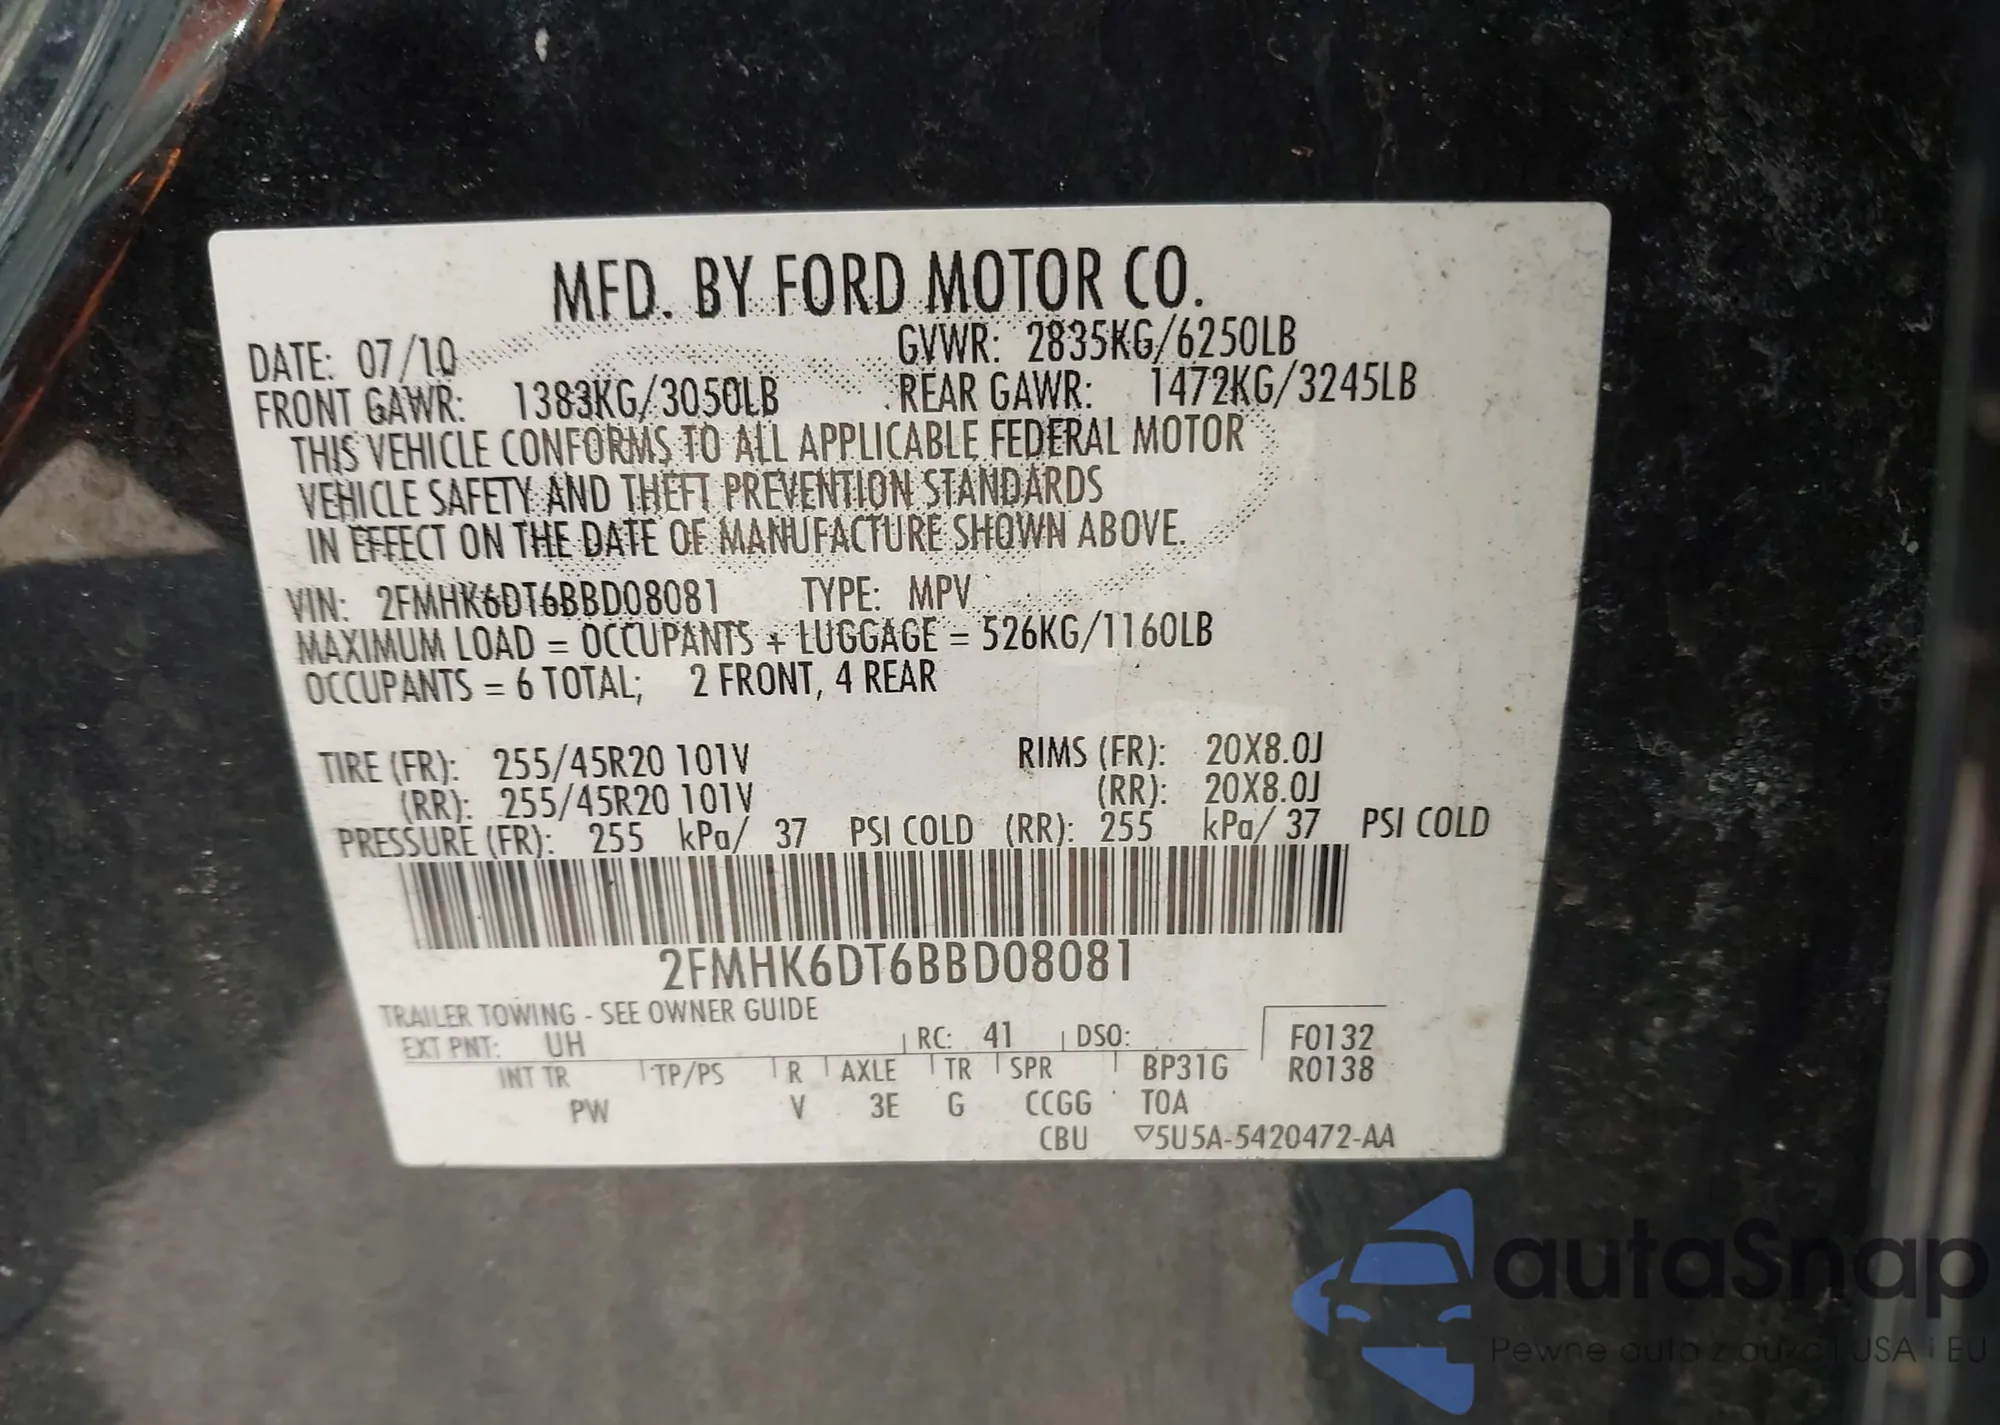 MFD. BY FORD MOTOR CO.
DATE: 07/10 GVWR: 2835KG/6250LB
FRONT GAWR: 1383KG/3050LB REAR GAWR: 1472KG/3245LB
THIS VEHICLE CONFORMS TO ALL APPLICABLE FEDERAL MOTOR
VEHICLE SAFETY AND THEFT PREVENTION STANDARDS
IN EFFECT ON THE DATE OF MANUFACTURE SHOWN ABOVE.
VIN: 2FMHK6DT6BBD08081 TYPE: MPV
MAXIMUM LOAD = OCCUPANTS + LUGGAGE = 526KG/1160LB
OCCUPANTS = 6 TOTAL; 2 FRONT, 4 REAR
TIRE (FR): 255/45R20 101V RIMS (FR): 20X8.0J
(RR): 255/45R20 101V (RR): 20X8.0J
PRESSURE (FR): 255 kPa/ 37 PSI COLD (RR): 255 kPa/ 37 PSI COLD
2FMHK6DT6BBD08081
TRAILER TOWING - SEE OWNER GUIDE
EXT PNT: UH RC: 41 DSO: F0132
INT TR TP/PS R AXLE TR SPR BP31G R0138
PW V 3E G CCGG TOA
CBU ▽5U5A-5420472-AA
autaSnap
Pewne auto z aukcji USA i EU